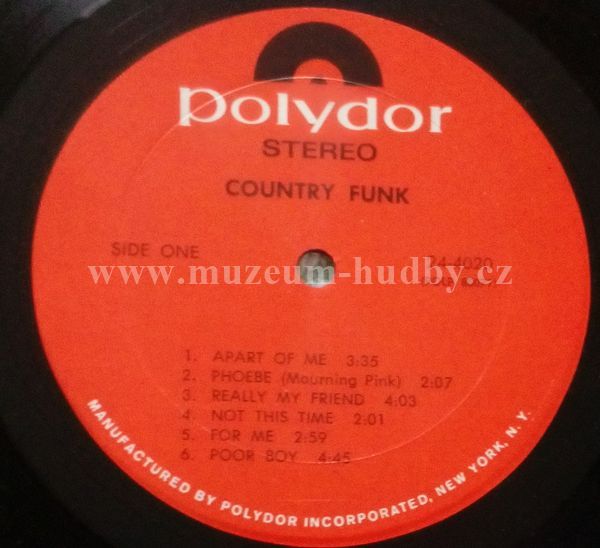 Polydor
STEREO
COUNTRY FUNK
SIDE ONE
24-4020
www.muzeum-hudby.cz
1. APART OF ME 3:35
2. PHOEBE (Mourning Pink) 2:07
3. REALLY MY FRIEND 4:03
4. NOT THIS TIME 2:01
5. FOR ME 2:59
6. POOR BOY 4:45
MANUFACTURED BY POLYDOR INCORPORATED, NEW YORK, N. Y.